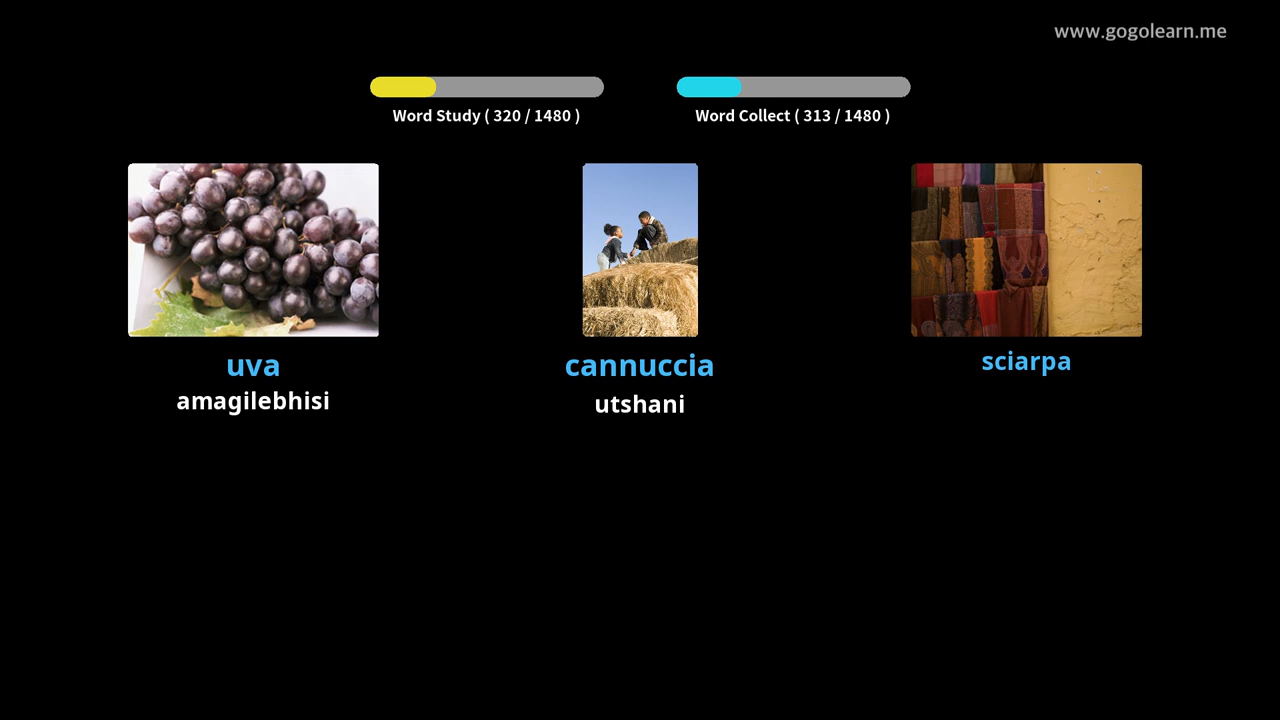 www.gogolearn.me
Word Study ( 320 / 1480 )
Word Collect ( 313 / 1480 )
uva
amagilebhisi
cannuccia
utshani
sciarpa